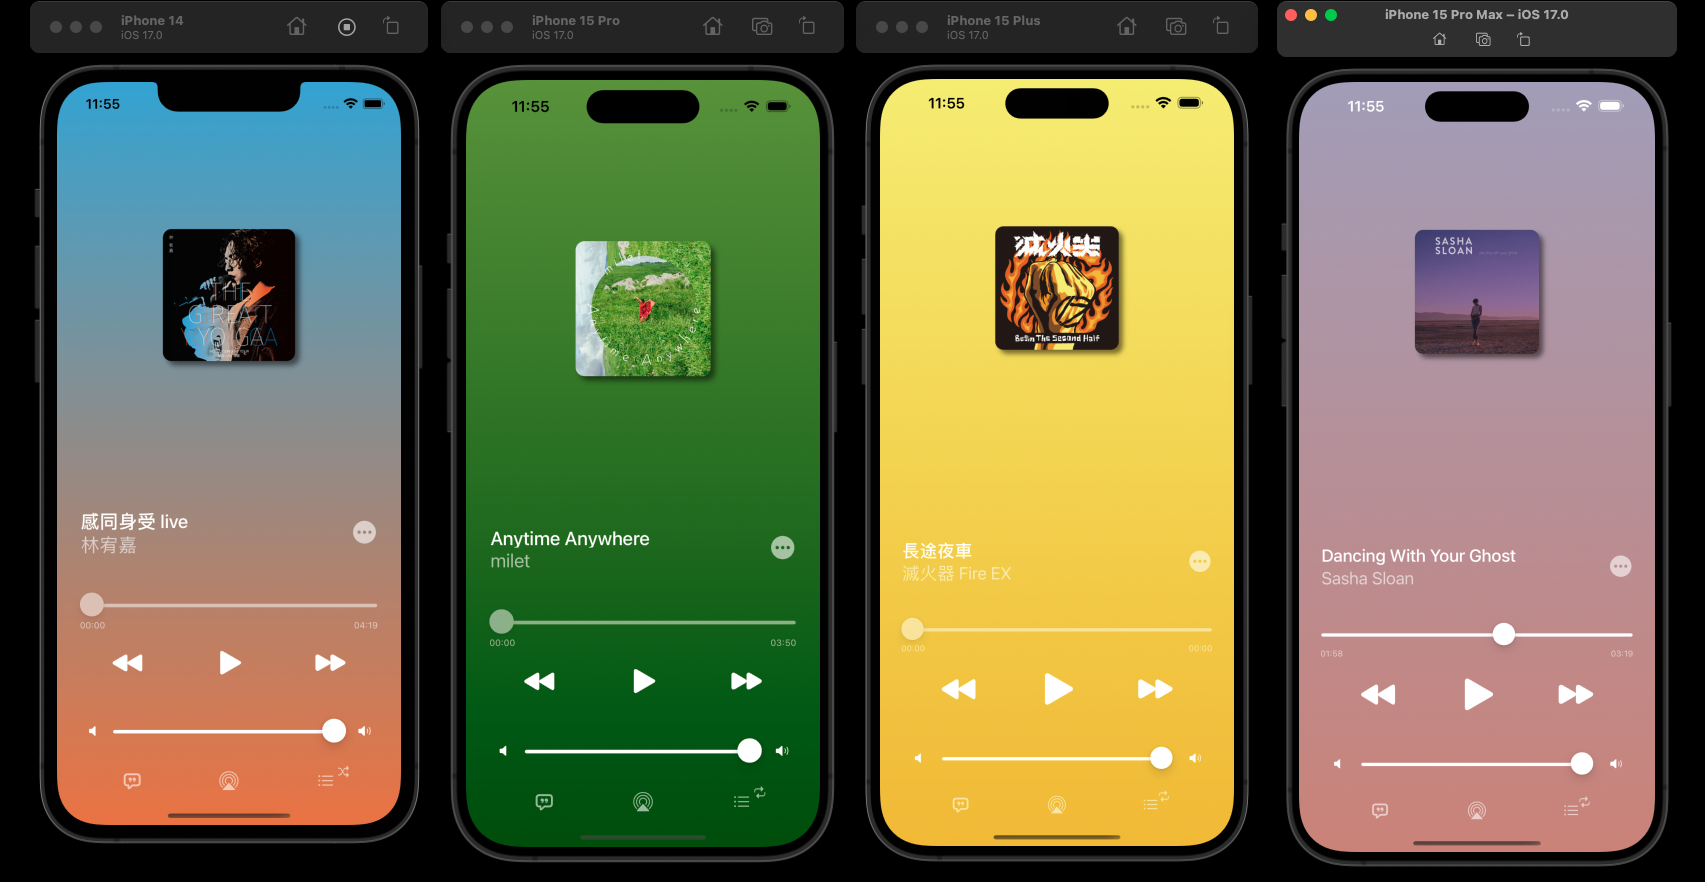 iPhone 14
iOS 17.0
11:55
THE
GREAT
YOGA
感同身受 live
林宥嘉
00:00
04:19
iPhone 15 Pro
iOS 17.0
11:55
milet
Anytime Anywhere
Anytime Anywhere
milet
00:00
03:50
iPhone 15 Plus
iOS 17.0
11:55
滅火器
Be In The Second Half
長途夜車
滅火器 Fire EX
00:00
00:00
iPhone 15 Pro Max – iOS 17.0
11:55
SASHA
SLOAN
Dancing With Your Ghost
Sasha Sloan
01:58
03:19